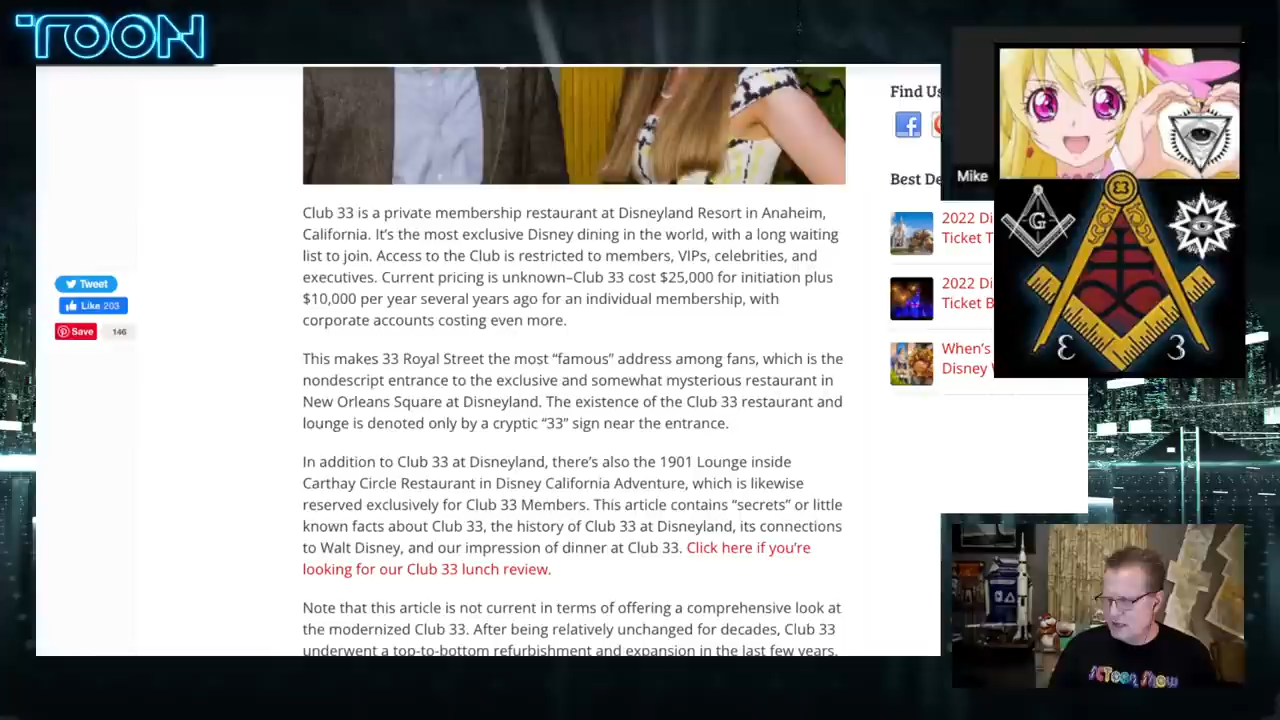 TOON
Find Us
Mike
Best De
Club 33 is a private membership restaurant at Disneyland Resort in Anaheim,
California. It’s the most exclusive Disney dining in the world, with a long waiting
list to join. Access to the Club is restricted to members, VIPs, celebrities, and
executives. Current pricing is unknown–Club 33 cost $25,000 for initiation plus
$10,000 per year several years ago for an individual membership, with
corporate accounts costing even more.
2022 Di
Ticket T
G
Tweet
Like 203
Save 146
2022 Di
Ticket B
This makes 33 Royal Street the most “famous” address among fans, which is the
nondescript entrance to the exclusive and somewhat mysterious restaurant in
New Orleans Square at Disneyland. The existence of the Club 33 restaurant and
lounge is denoted only by a cryptic “33” sign near the entrance.
When’s
Disney
Ɛ 3
In addition to Club 33 at Disneyland, there’s also the 1901 Lounge inside
Carthay Circle Restaurant in Disney California Adventure, which is likewise
reserved exclusively for Club 33 Members. This article contains “secrets” or little
known facts about Club 33, the history of Club 33 at Disneyland, its connections
to Walt Disney, and our impression of dinner at Club 33. Click here if you’re
looking for our Club 33 lunch review.
Note that this article is not current in terms of offering a comprehensive look at
the modernized Club 33. After being relatively unchanged for decades, Club 33
underwent a top-to-bottom refurbishment and expansion in the last few years.
SCToon Show